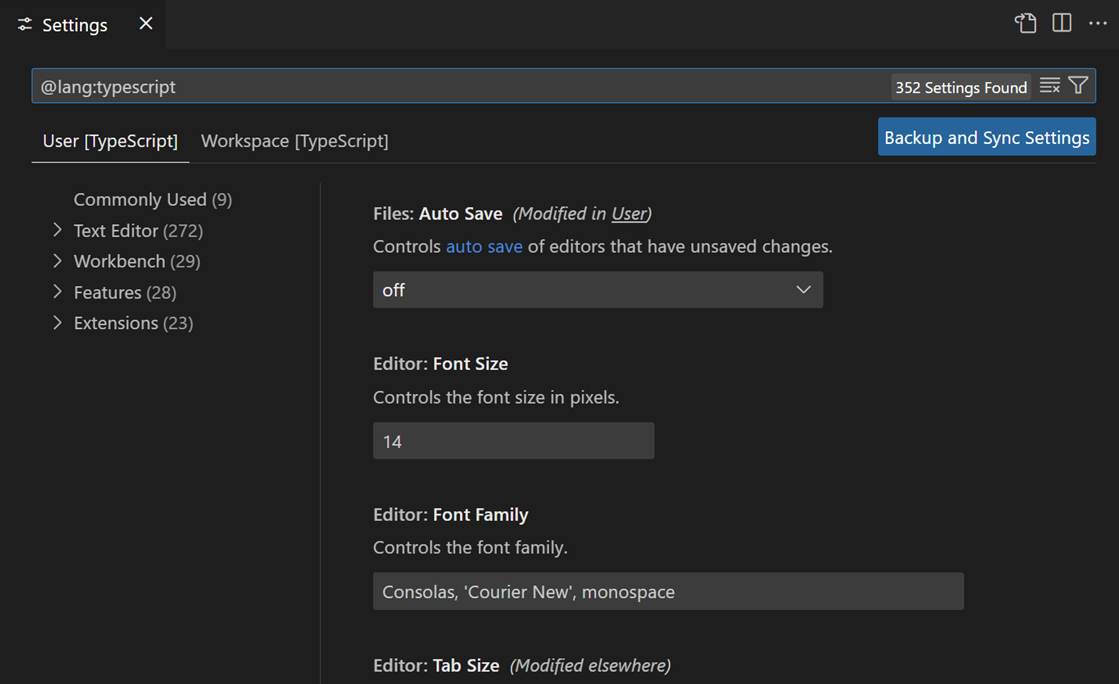 Settings
@lang:typescript 352 Settings Found
User [TypeScript] Workspace [TypeScript] Backup and Sync Settings
Commonly Used (9)
Text Editor (272)
Workbench (29)
Features (28)
Extensions (23)
Files: Auto Save (Modified in User)
Controls auto save of editors that have unsaved changes.
off
Editor: Font Size
Controls the font size in pixels.
14
Editor: Font Family
Controls the font family.
Consolas, 'Courier New', monospace
Editor: Tab Size (Modified elsewhere)